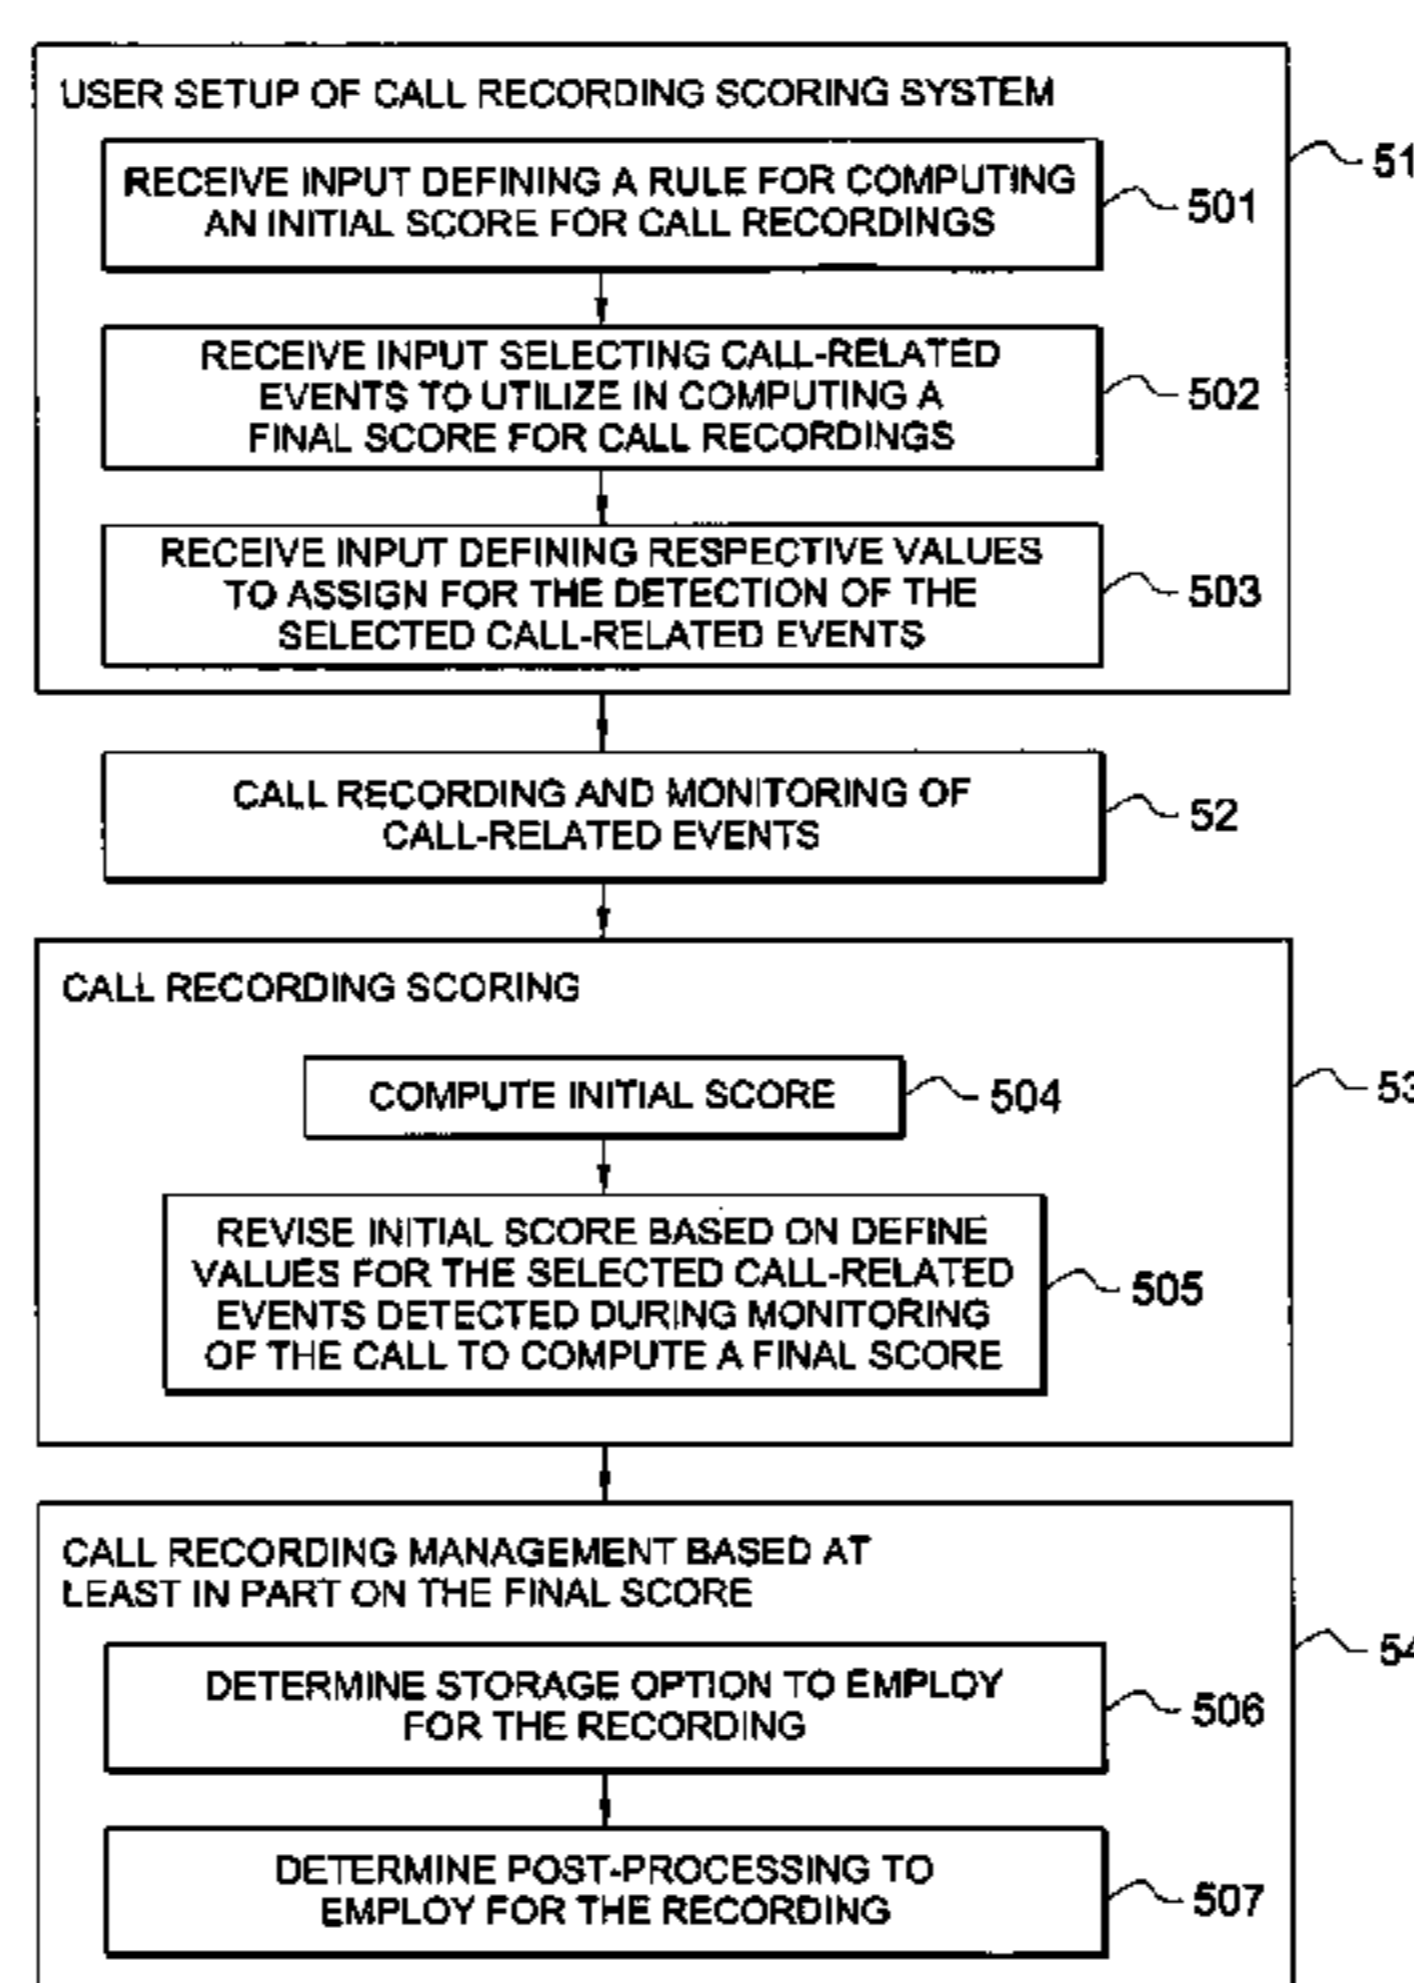 USER SETUP OF CALL RECORDING SCORING SYSTEM
51
RECEIVE INPUT DEFINING A RULE FOR COMPUTING
AN INITIAL SCORE FOR CALL RECORDINGS
501
RECEIVE INPUT SELECTING CALL-RELATED
EVENTS TO UTILIZE IN COMPUTING A
FINAL SCORE FOR CALL RECORDINGS
502
RECEIVE INPUT DEFINING RESPECTIVE VALUES
TO ASSIGN FOR THE DETECTION OF THE
SELECTED CALL-RELATED EVENTS
503
CALL RECORDING AND MONITORING OF
CALL-RELATED EVENTS
52
CALL RECORDING SCORING
53
COMPUTE INITIAL SCORE
504
REVISE INITIAL SCORE BASED ON DEFINE
VALUES FOR THE SELECTED CALL-RELATED
EVENTS DETECTED DURING MONITORING
OF THE CALL TO COMPUTE A FINAL SCORE
505
CALL RECORDING MANAGEMENT BASED AT
LEAST IN PART ON THE FINAL SCORE
54
DETERMINE STORAGE OPTION TO EMPLOY
FOR THE RECORDING
506
DETERMINE POST-PROCESSING TO
EMPLOY FOR THE RECORDING
507